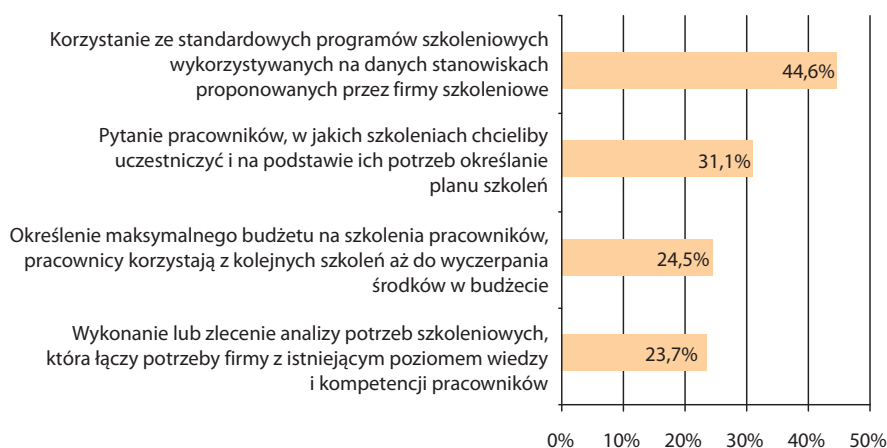 Korzystanie ze standardowych programów szkoleniowych
wykorzystywanych na danych stanowiskach
proponowanych przez firmy szkoleniowe
44,6%
Pytanie pracowników, w jakich szkoleniach chcieliby
uczestniczyć i na podstawie ich potrzeb określanie
planu szkoleń
31,1%
Określenie maksymalnego budżetu na szkolenia pracowników,
pracownicy korzystają z kolejnych szkoleń aż do wyczerpania
środków w budżecie
24,5%
Wykonanie lub zlecenie analizy potrzeb szkoleniowych,
która łączy potrzeby firmy z istniejącym poziomem wiedzy
i kompetencji pracowników
23,7%
0% 10% 20% 30% 40% 50%